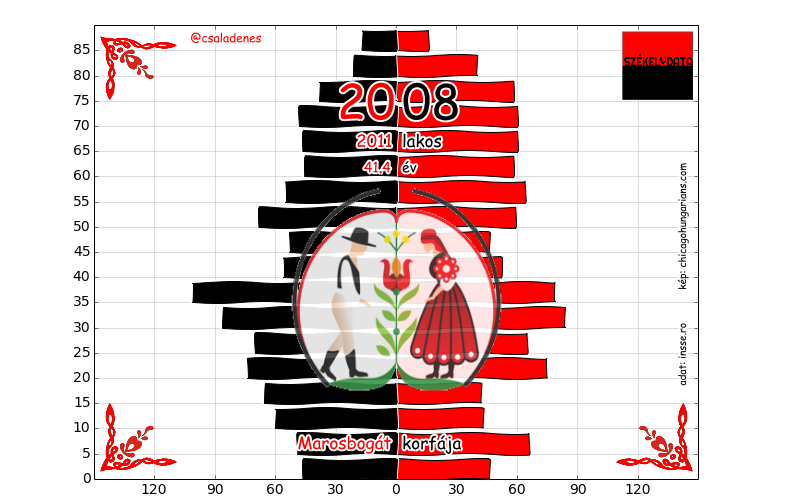 @csaladenes
SZÉKELYDATA
2008
2011 lakos
41,4 év
kép: chicagohungarians.com
adat: insse.ro
Marosbogát korfája
85
80
75
70
65
60
55
50
45
40
35
30
25
20
15
10
5
0
120 90 60 30 0 30 60 90 120